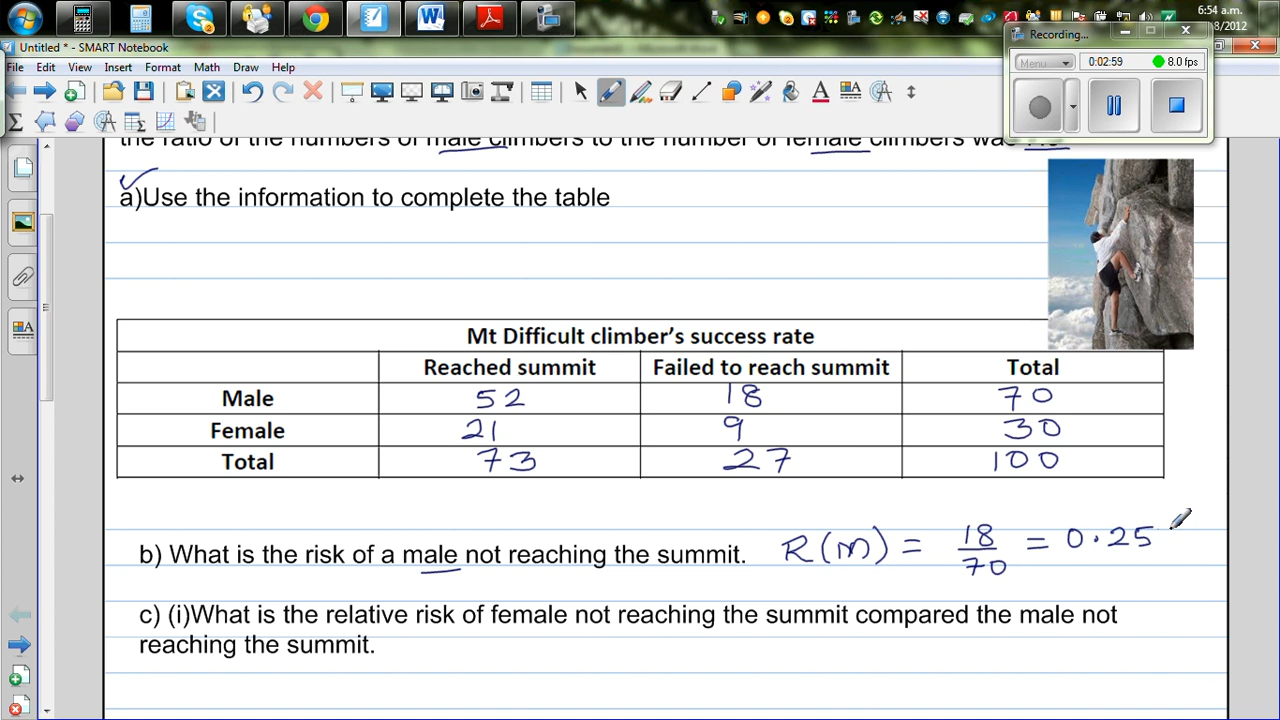 6:54 a.m.
8/2012
Untitled * - SMART Notebook
Recording...
File Edit View Insert Format Math Draw Help
Menu 0:02:59 8.0 fps
the ratio of the numbers of male climbers to the number of female climbers was
a)Use the information to complete the table
Mt Difficult climber's success rate
Reached summit Failed to reach summit Total
Male 52 18 70
Female 21 9 30
Total 73 27 100
b) What is the risk of a male not reaching the summit. R(M) = 18/70 = 0.25
c) (i)What is the relative risk of female not reaching the summit compared the male not
reaching the summit.